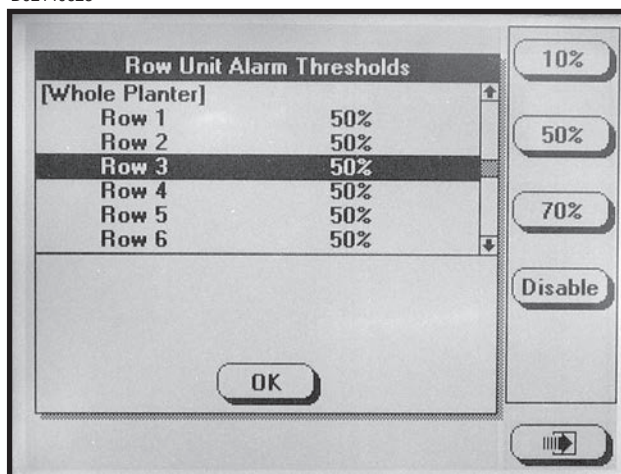 Row Unit Alarm Thresholds
[Whole Planter]
Row 1 50%
Row 2 50%
Row 3 50%
Row 4 50%
Row 5 50%
Row 6 50%
OK
10%
50%
70%
Disable